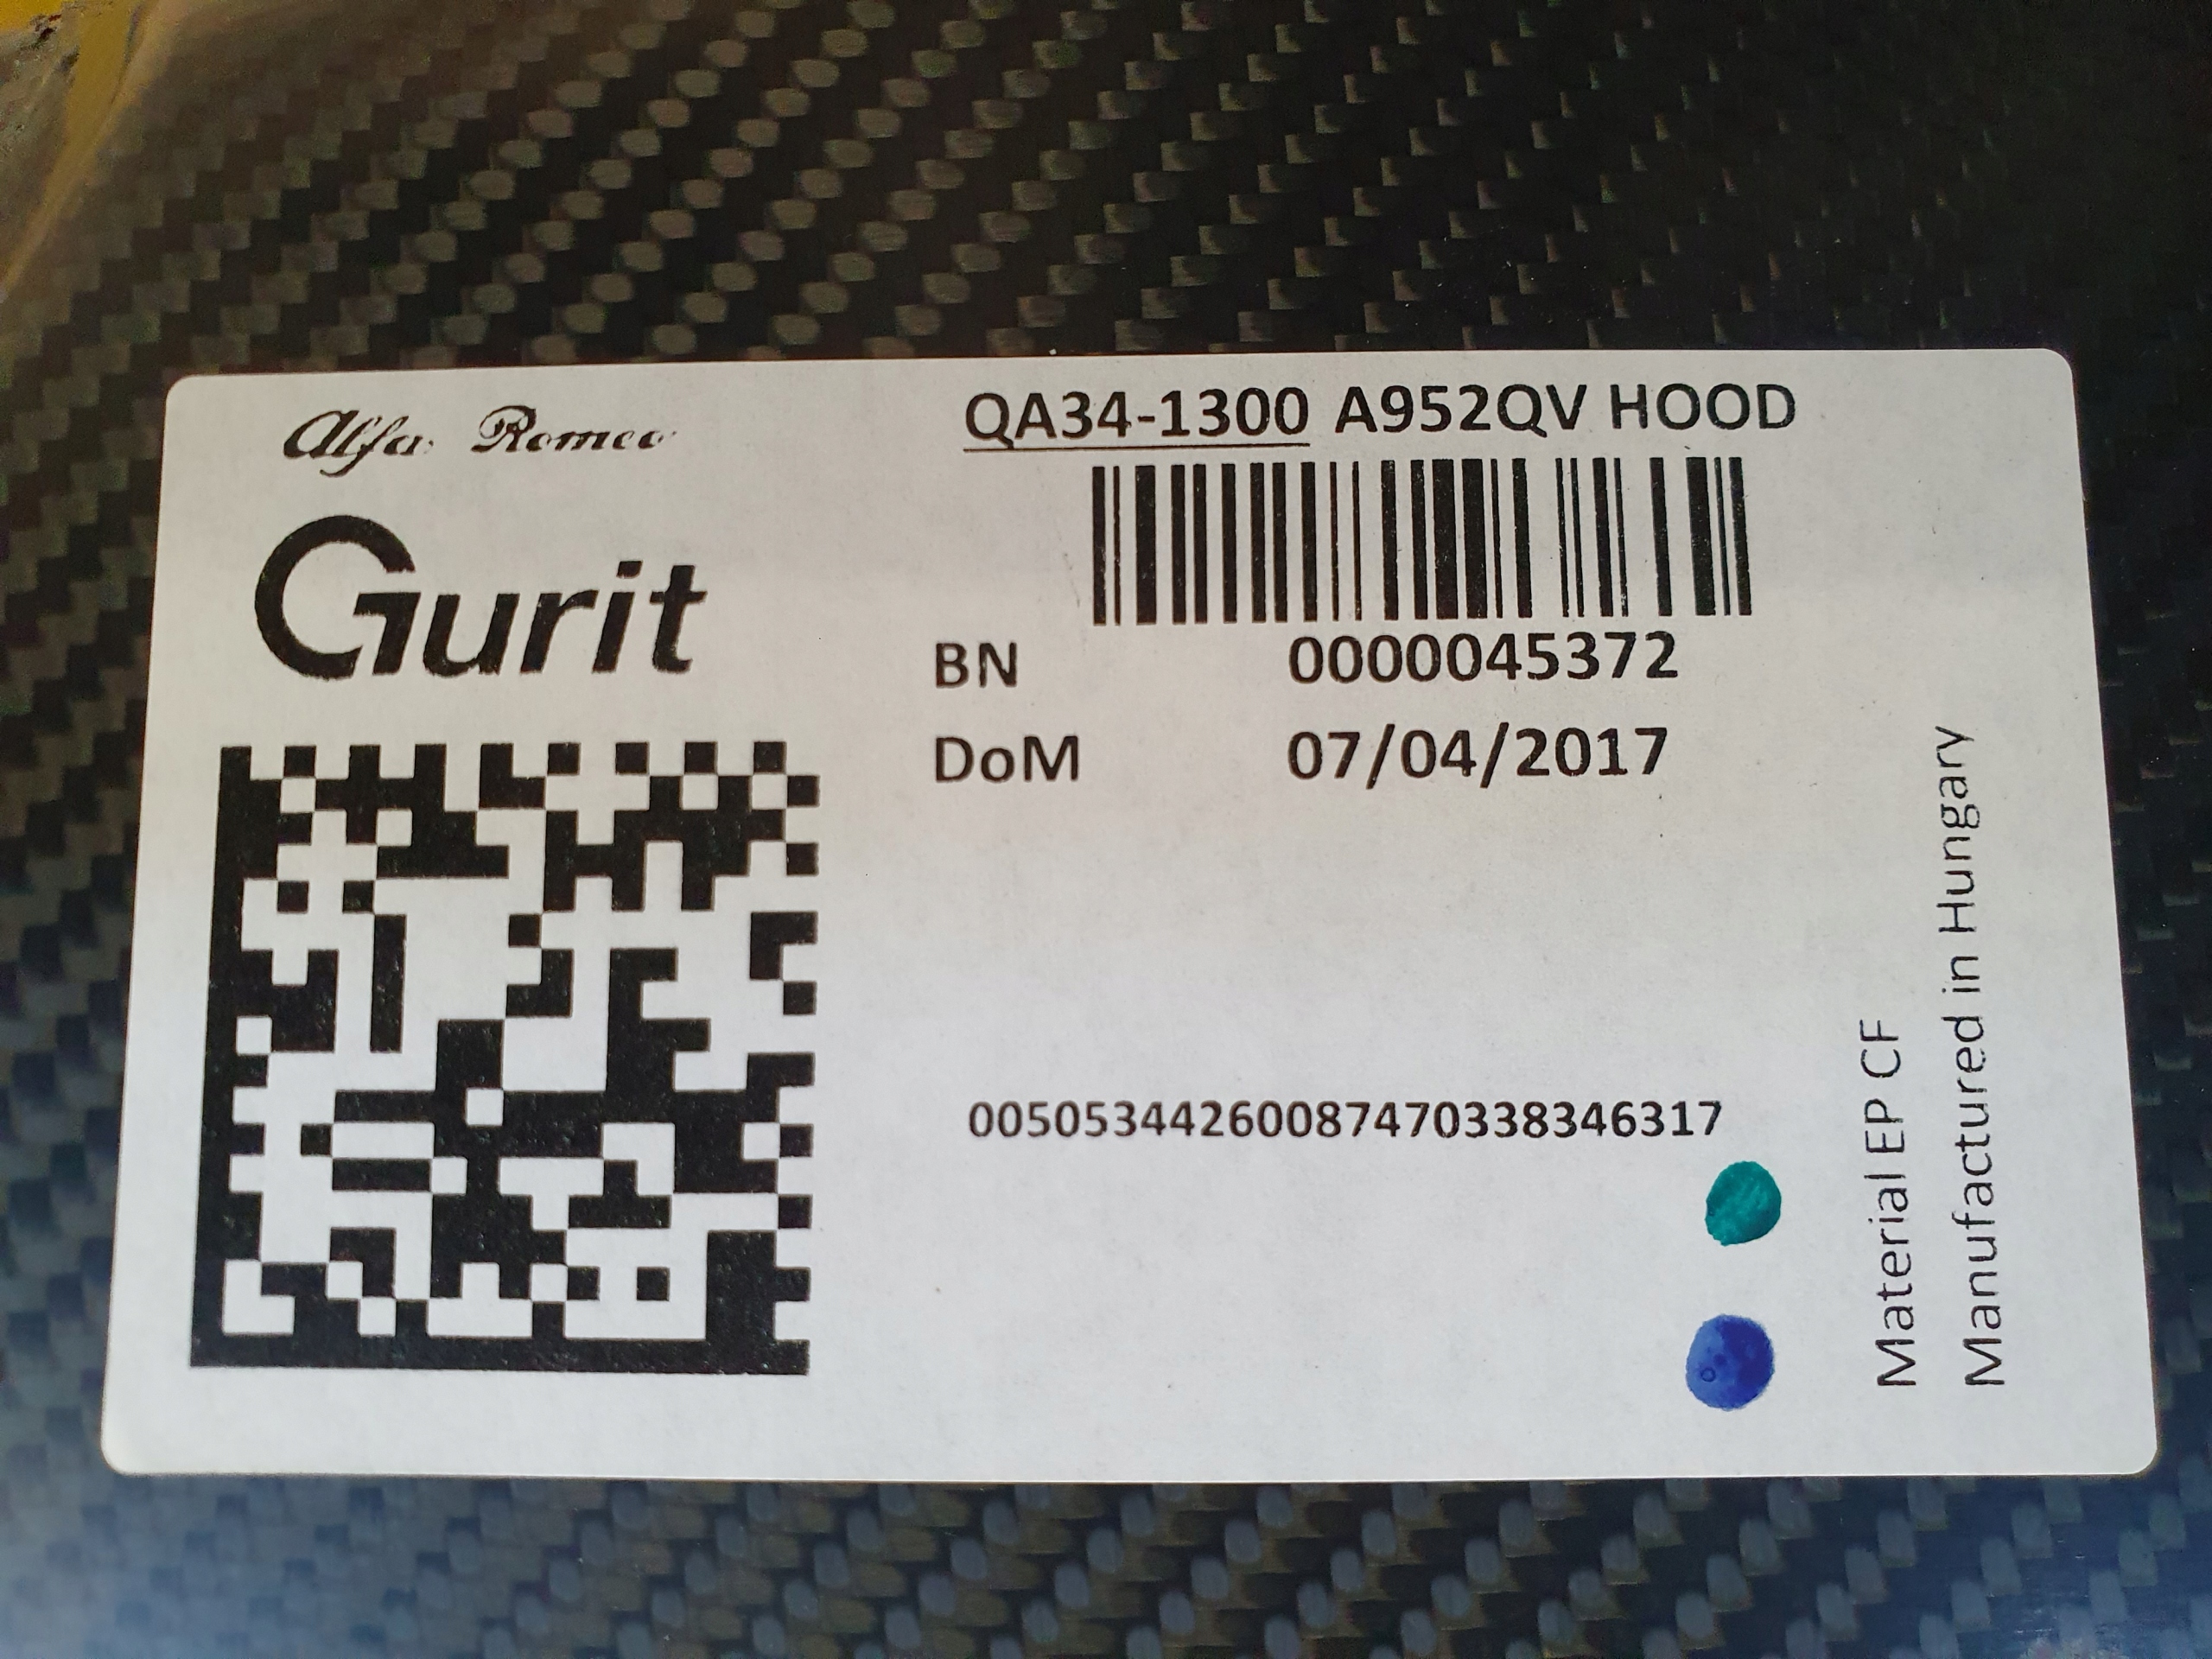 Alfa Romeo
Gurit
QA34-1300 A952QV HOOD
BN 0000045372
DoM 07/04/2017
00505344260087470338346317
Material EP CF
Manufactured in Hungary